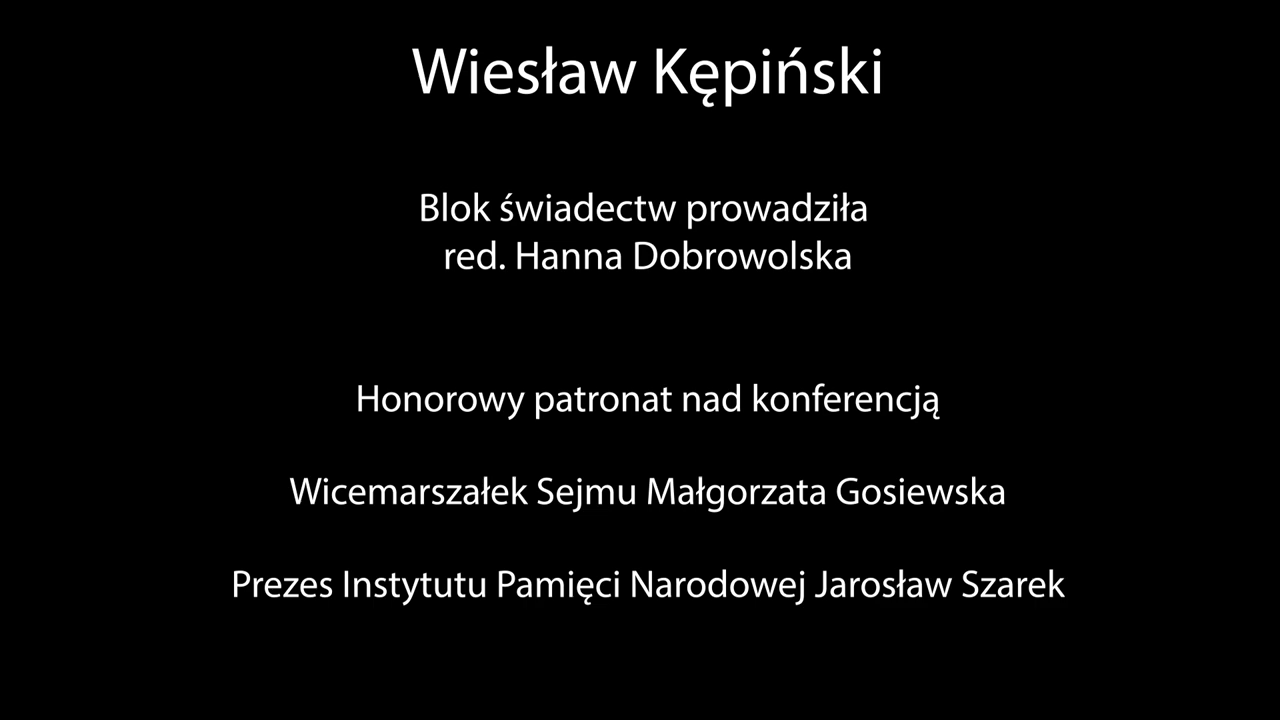 Wiesław Kępiński
Blok świadectw prowadziła
red. Hanna Dobrowolska
Honorowy patronat nad konferencją
Wicemarszałek Sejmu Małgorzata Gosiewska
Prezes Instytutu Pamięci Narodowej Jarosław Szarek